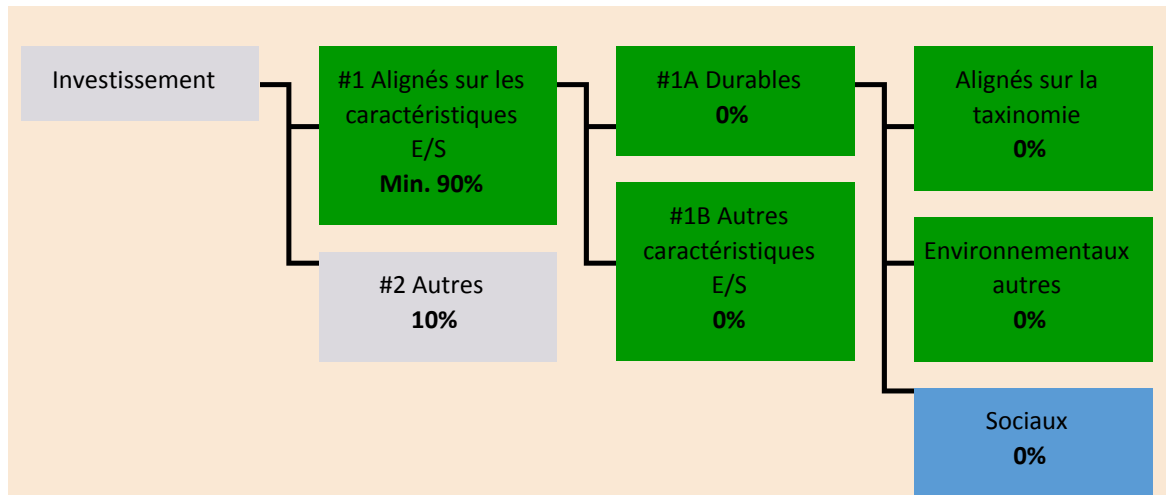 Investissement
#1 Alignés sur les
caractéristiques
E/S
Min. 90%
#2 Autres
10%
#1A Durables
0%
#1B Autres
caractéristiques
E/S
0%
Alignés sur la
taxinomie
0%
Environnementaux
autres
0%
Sociaux
0%